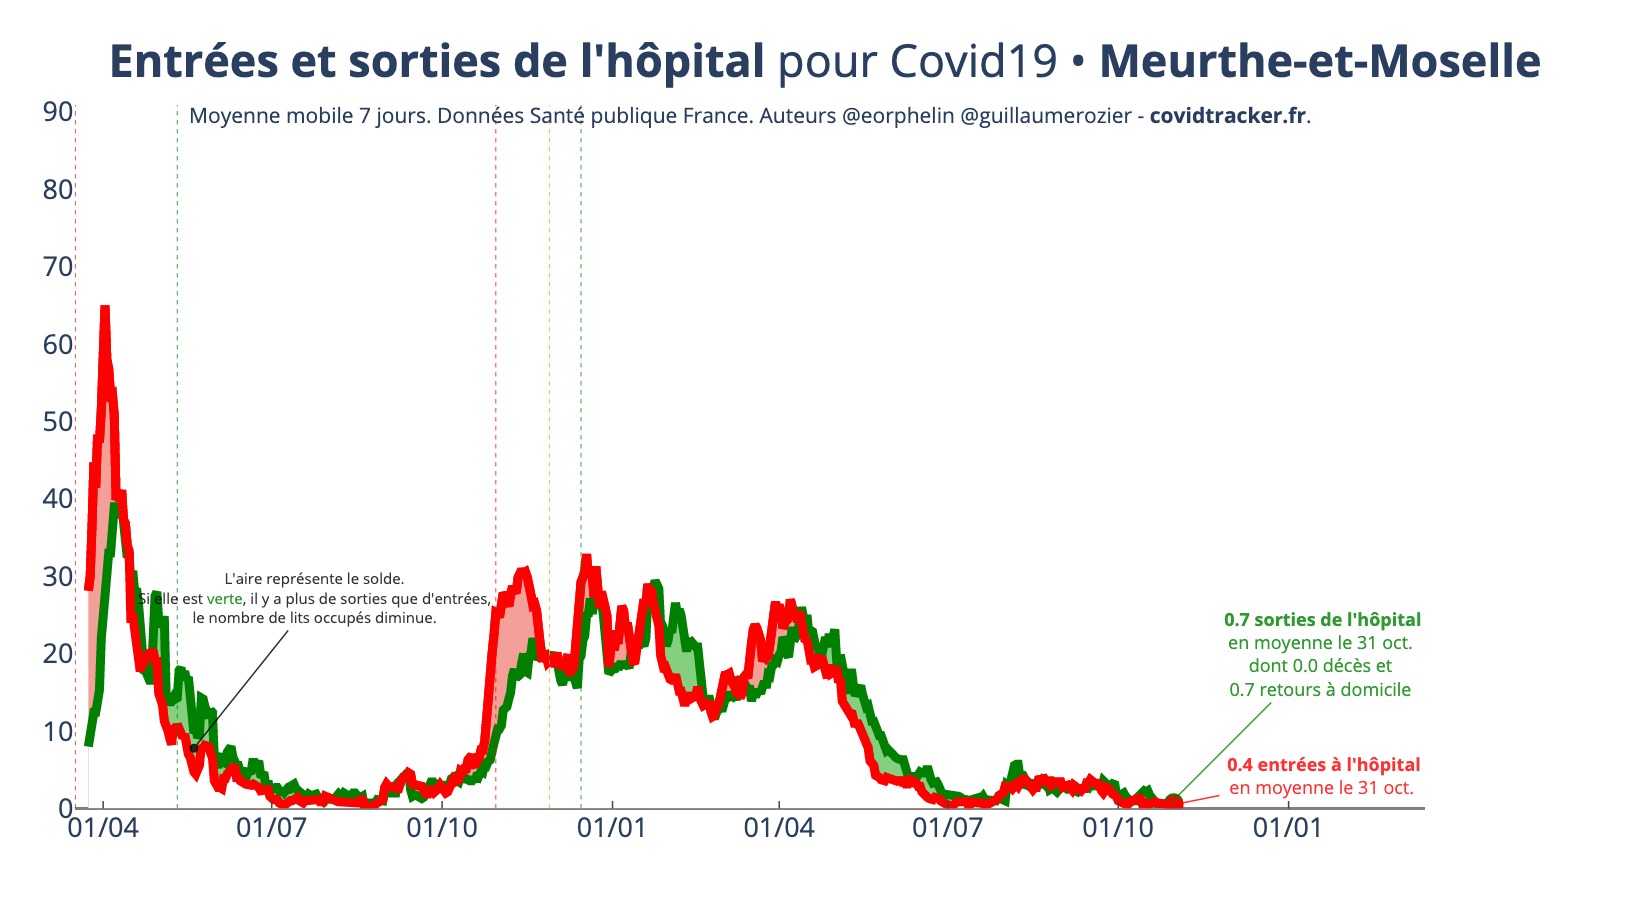 Entrées et sorties de l'hôpital pour Covid19 • Meurthe-et-Moselle
Moyenne mobile 7 jours. Données Santé publique France. Auteurs @eorphelin @guillaumerozier - covidtracker.fr.
90
80
70
60
50
40
30
20
10
0
L'aire représente le solde.
Si elle est verte, il y a plus de sorties que d'entrées,
le nombre de lits occupés diminue.
0.7 sorties de l'hôpital
en moyenne le 31 oct.
dont 0.0 décès et
0.7 retours à domicile
0.4 entrées à l'hôpital
en moyenne le 31 oct.
01/04 01/07 01/10 01/01 01/04 01/07 01/10 01/01